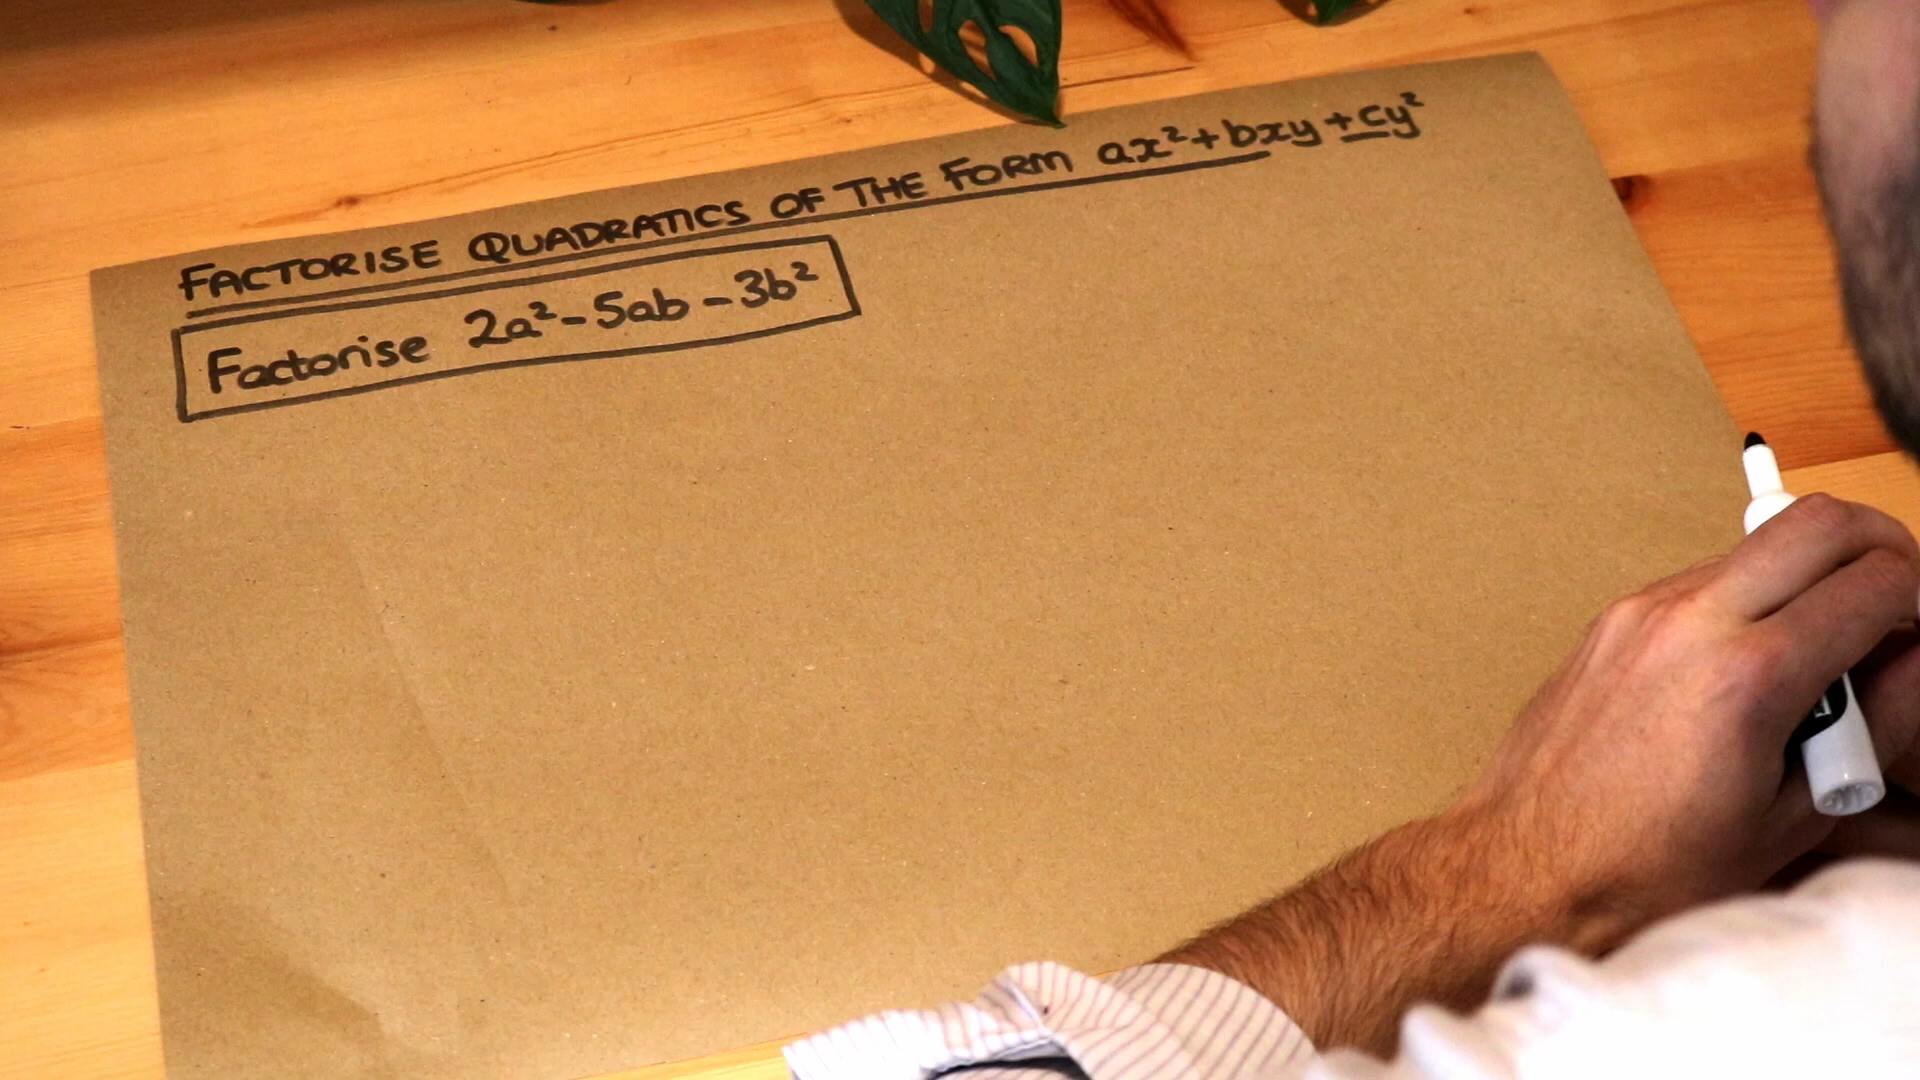 FACTORISE QUADRATICS OF THE FORM ax²+bxy+cy²
Factorise 2a²-5ab-3b²